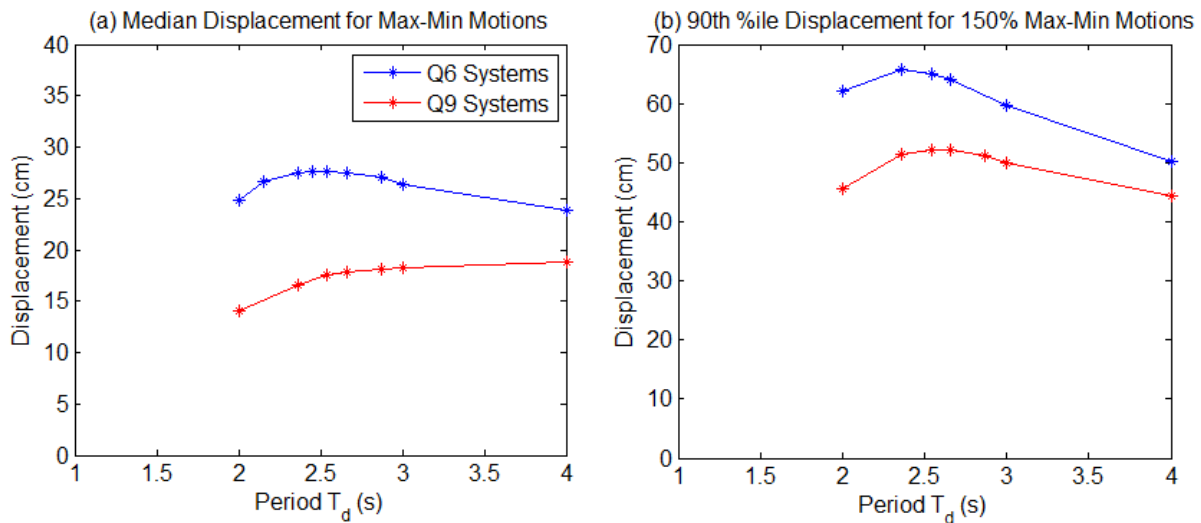 (a) Median Displacement for Max-Min Motions
40
35
30
25
20
15
10
5
0
Displacement (cm)
Q6 Systems
Q9 Systems
1 1.5 2 2.5 3 3.5 4
Period T_d (s)
(b) 90th %ile Displacement for 150% Max-Min Motions
70
60
50
40
30
20
10
0
Displacement (cm)
1 1.5 2 2.5 3 3.5 4
Period T_d (s)